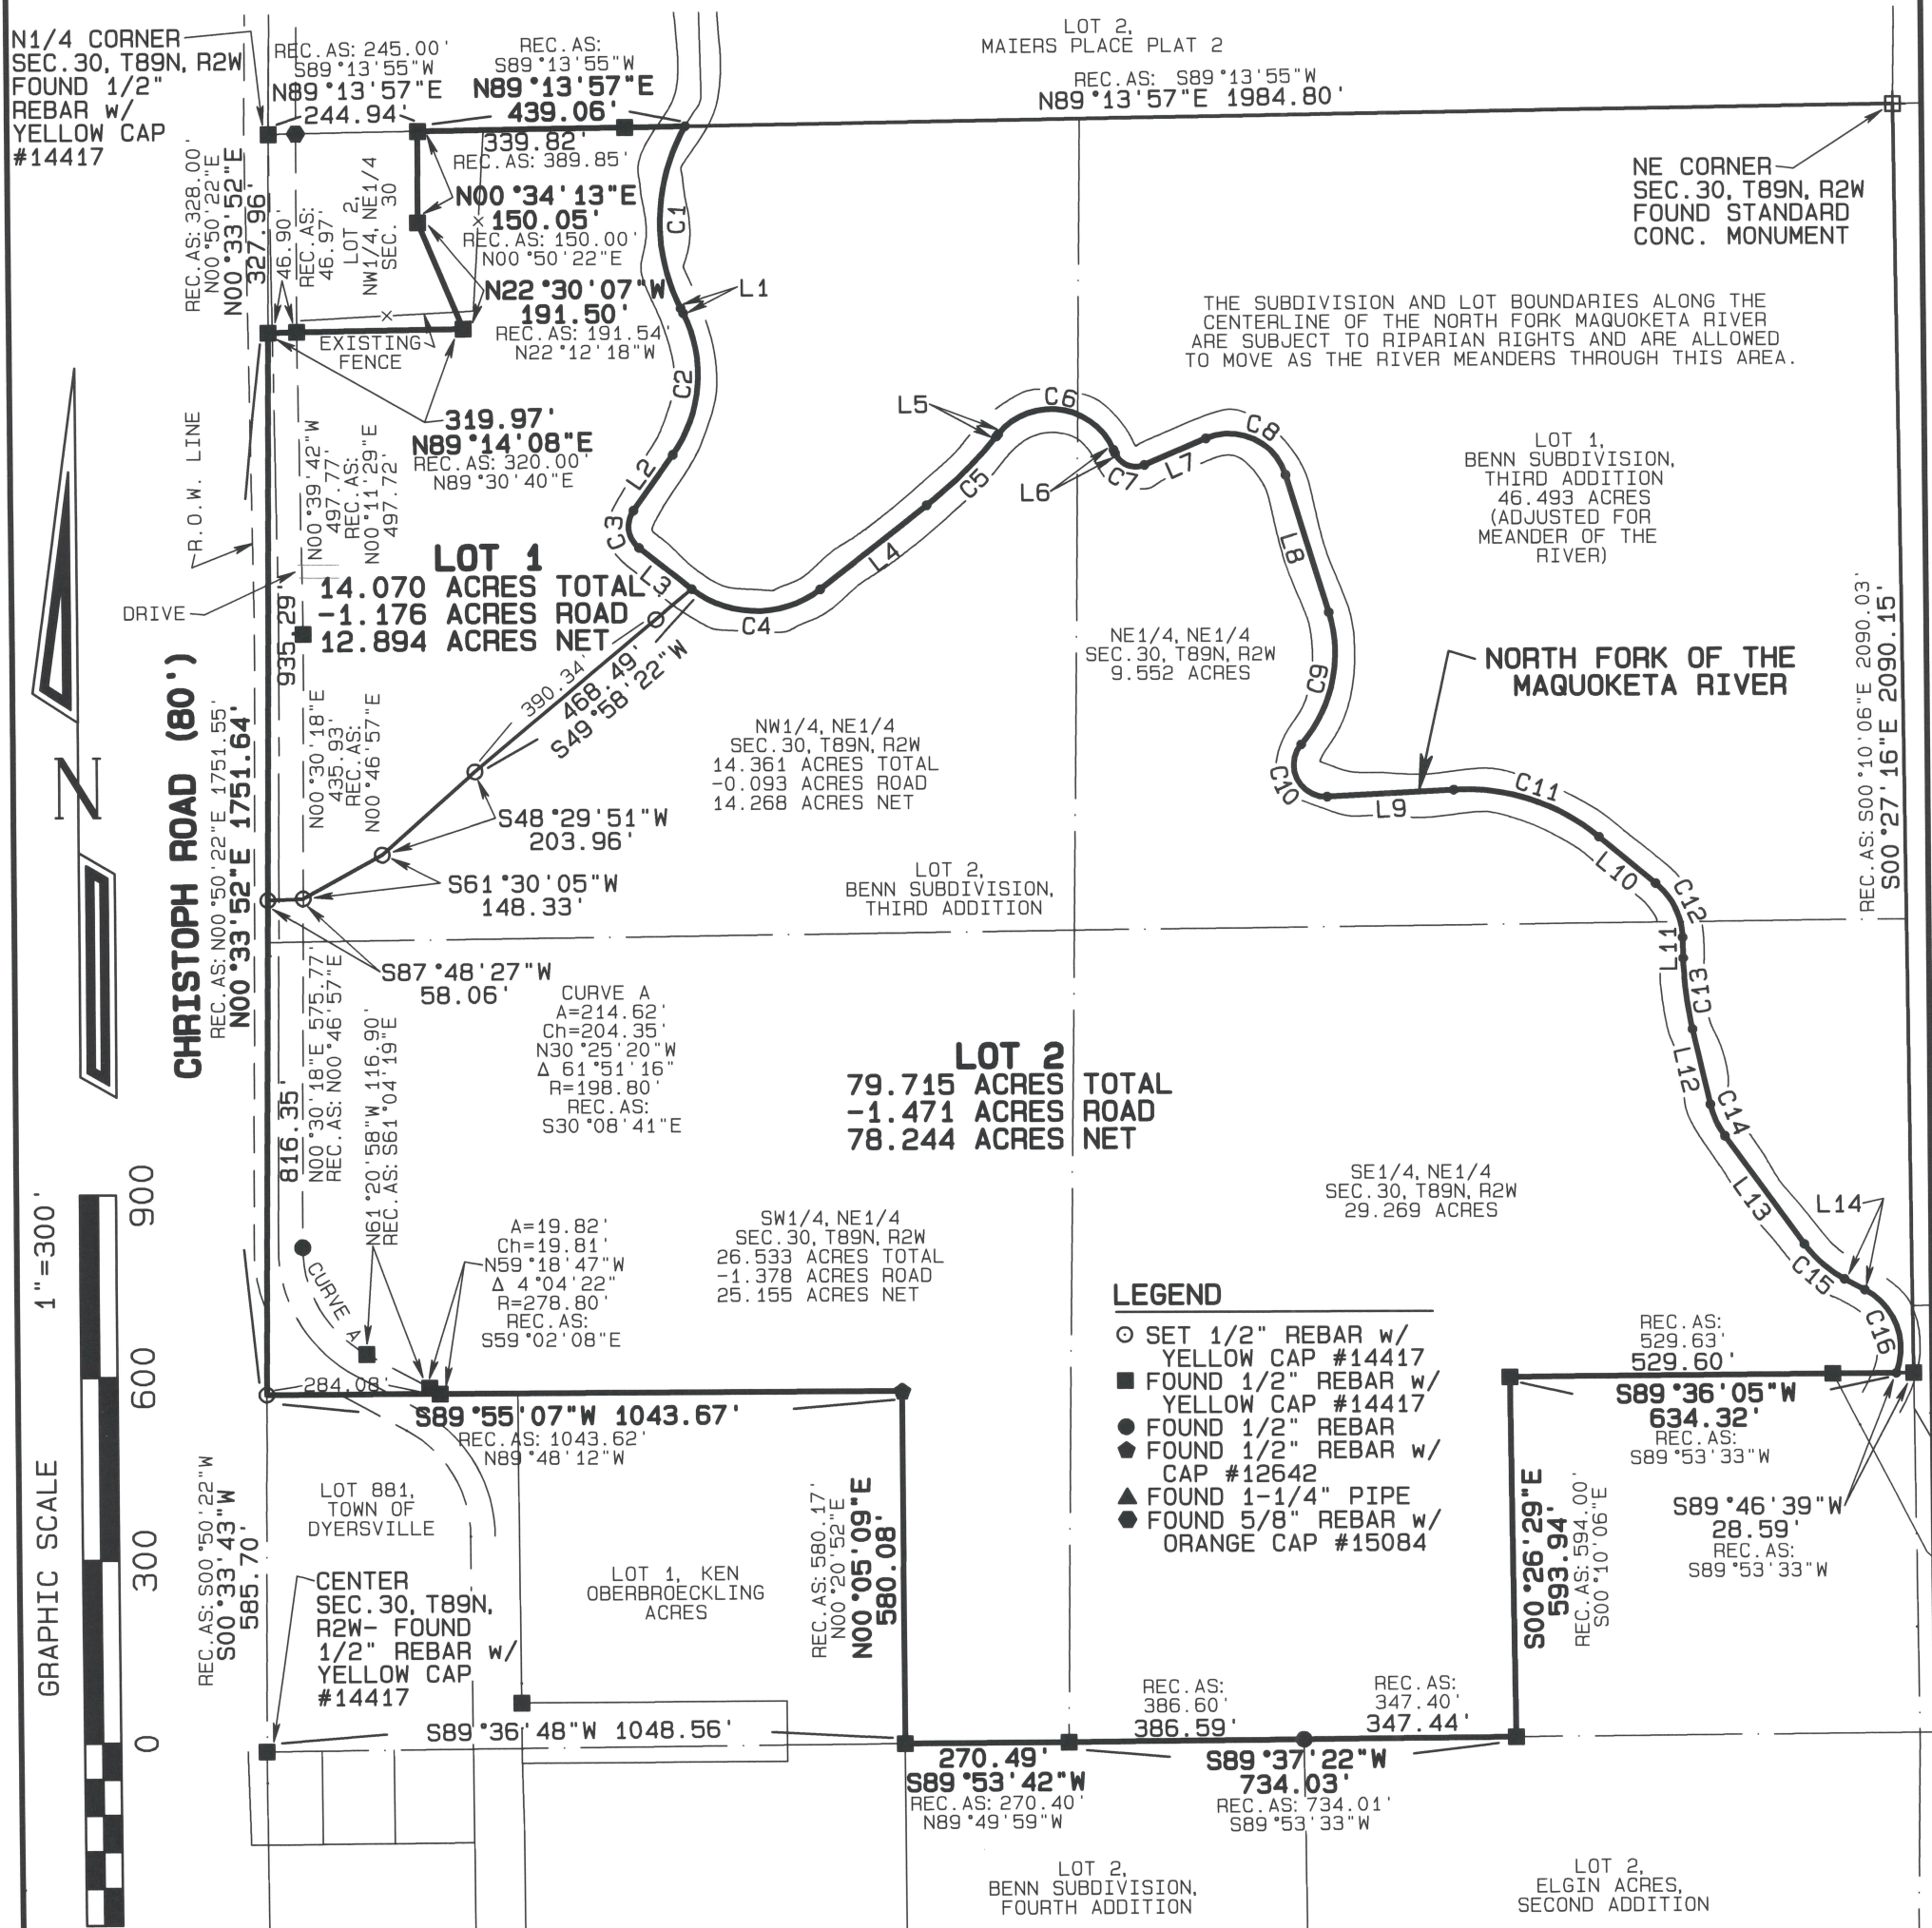 N1/4 CORNER
SEC.30, T89N, R2W
FOUND 1/2"
REBAR w/
YELLOW CAP
#14417
REC.AS: 245.00'
S89°13'55"W
N89°13'57"E
244.94'
REC.AS:
S89°13'55"W
N89°13'57"E
439.06'
339.82'
REC.AS: 389.85'
LOT 2,
MAIERS PLACE PLAT 2
REC.AS: S89°13'55"W
N89°13'57"E 1984.80'
NE CORNER
SEC.30, T89N, R2W
FOUND STANDARD
CONC. MONUMENT
REC.AS: 328.00'
N00°50'22"E
N00°33'52"E
327.96'
46.90'
REC.AS:
46.97'
LOT 2,
NW1/4, NE1/4
SEC. 30
N00°34'13"E
150.05'
REC.AS: 150.00'
N00°50'22"E
N22°30'07"W
191.50'
REC.AS: 191.54'
N22°12'18"W
EXISTING
FENCE
319.97'
N89°14'08"E
REC.AS: 320.00'
N89°30'40"E
C1
L1
C2
L2
C3
L3
C4
L4
C5
L5
C6
L6
C7
L7
C8
L8
C9
C10
L9
C11
L10
C12
L11
C13
L12
C14
L13
C15
L14
C16
THE SUBDIVISION AND LOT BOUNDARIES ALONG THE
CENTERLINE OF THE NORTH FORK MAQUOKETA RIVER
ARE SUBJECT TO RIPARIAN RIGHTS AND ARE ALLOWED
TO MOVE AS THE RIVER MEANDERS THROUGH THIS AREA.
LOT 1,
BENN SUBDIVISION,
THIRD ADDITION
46.493 ACRES
(ADJUSTED FOR
MEANDER OF THE
RIVER)
R.O.W. LINE
DRIVE
N00°39'42"W
497.77'
REC.AS:
N00°11'29"E
497.72'
935.29'
LOT 1
14.070 ACRES TOTAL
-1.176 ACRES ROAD
12.894 ACRES NET
390.34'
468.49'
S49°58'22"W
NE1/4, NE1/4
SEC.30, T89N, R2W
9.552 ACRES
NORTH FORK OF THE
MAQUOKETA RIVER
REC.AS: S00°10'06"E 2090.03'
S00°27'16"E 2090.15'
N
CHRISTOPH ROAD (80')
REC.AS: N00°50'22"E 1751.55'
N00°33'52"E 1751.64'
N00°30'18"E
435.93'
REC.AS:
N00°46'57"E
NW1/4, NE1/4
SEC.30, T89N, R2W
14.361 ACRES TOTAL
-0.093 ACRES ROAD
14.268 ACRES NET
S48°29'51"W
203.96'
S61°30'05"W
148.33'
LOT 2,
BENN SUBDIVISION,
THIRD ADDITION
S87°48'27"W
58.06'
CURVE A
A=214.62'
Ch=204.35'
N30°25'20"W
Δ 61°51'16"
R=198.80'
REC.AS:
S30°08'41"E
816.35'
N00°30'18"E 575.77'
REC.AS: N00°46'57"E
N61°20'58"W 116.90'
REC.AS: S61°04'19"E
LOT 2
79.715 ACRES TOTAL
-1.471 ACRES ROAD
78.244 ACRES NET
SE1/4, NE1/4
SEC.30, T89N, R2W
29.269 ACRES
A=19.82'
Ch=19.81'
N59°18'47"W
Δ 4°04'22"
R=278.80'
REC.AS:
S59°02'08"E
SW1/4, NE1/4
SEC.30, T89N, R2W
26.533 ACRES TOTAL
-1.378 ACRES ROAD
25.155 ACRES NET
CURVE A
LEGEND
SET 1/2" REBAR w/
YELLOW CAP #14417
FOUND 1/2" REBAR w/
YELLOW CAP #14417
FOUND 1/2" REBAR
FOUND 1/2" REBAR w/
CAP #12642
FOUND 1-1/4" PIPE
FOUND 5/8" REBAR w/
ORANGE CAP #15084
GRAPHIC SCALE 1"=300'
900
600
300
0
284.08'
S89°55'07"W 1043.67'
REC.AS: 1043.62'
N89°48'12"W
REC.AS:
529.63'
529.60'
S89°36'05"W
634.32'
REC.AS:
S89°53'33"W
S89°46'39"W
28.59'
REC.AS:
S89°53'33"W
REC.AS: S00°50'22"W
S00°33'43"W
585.70'
LOT 881,
TOWN OF
DYERSVILLE
CENTER
SEC.30, T89N,
R2W- FOUND
1/2" REBAR w/
YELLOW CAP
#14417
LOT 1, KEN
OBERBROECKLING
ACRES
REC.AS: 580.17'
N00°20'52"E
N00°05'09"E
580.08'
S00°26'29"E
593.94'
REC.AS: 594.00'
S00°10'06"E
S89°36'48"W 1048.56'
REC.AS:
386.60'
386.59'
REC.AS:
347.40'
347.44'
270.49'
S89°53'42"W
REC.AS: 270.40'
N89°49'59"W
S89°37'22"W
734.03'
REC.AS: 734.01'
S89°53'33"W
LOT 2,
BENN SUBDIVISION,
FOURTH ADDITION
LOT 2,
ELGIN ACRES,
SECOND ADDITION